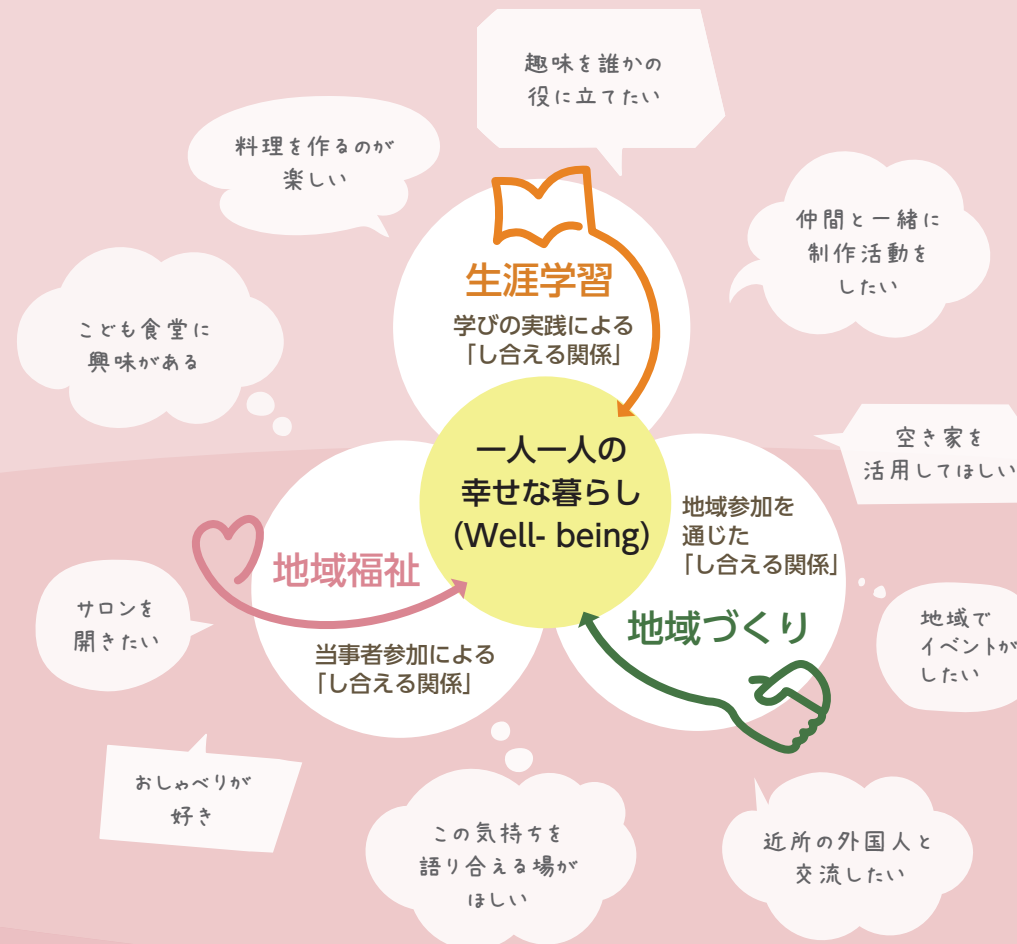 趣味を誰かの
役に立てたい
料理を作るのが
楽しい
仲間と一緒に
制作活動を
したい
こども食堂に
興味がある
生涯学習
学びの実践による
「し合える関係」
空き家を
活用してほしい
一人一人の
幸せな暮らし
(Well- being)
地域参加を
通じた
「し合える関係」
地域づくり
地域福祉
当事者参加による
「し合える関係」
サロンを
開きたい
地域で
イベントが
したい
おしゃべりが
好き
この気持ちを
語り合える場が
ほしい
近所の外国人と
交流したい